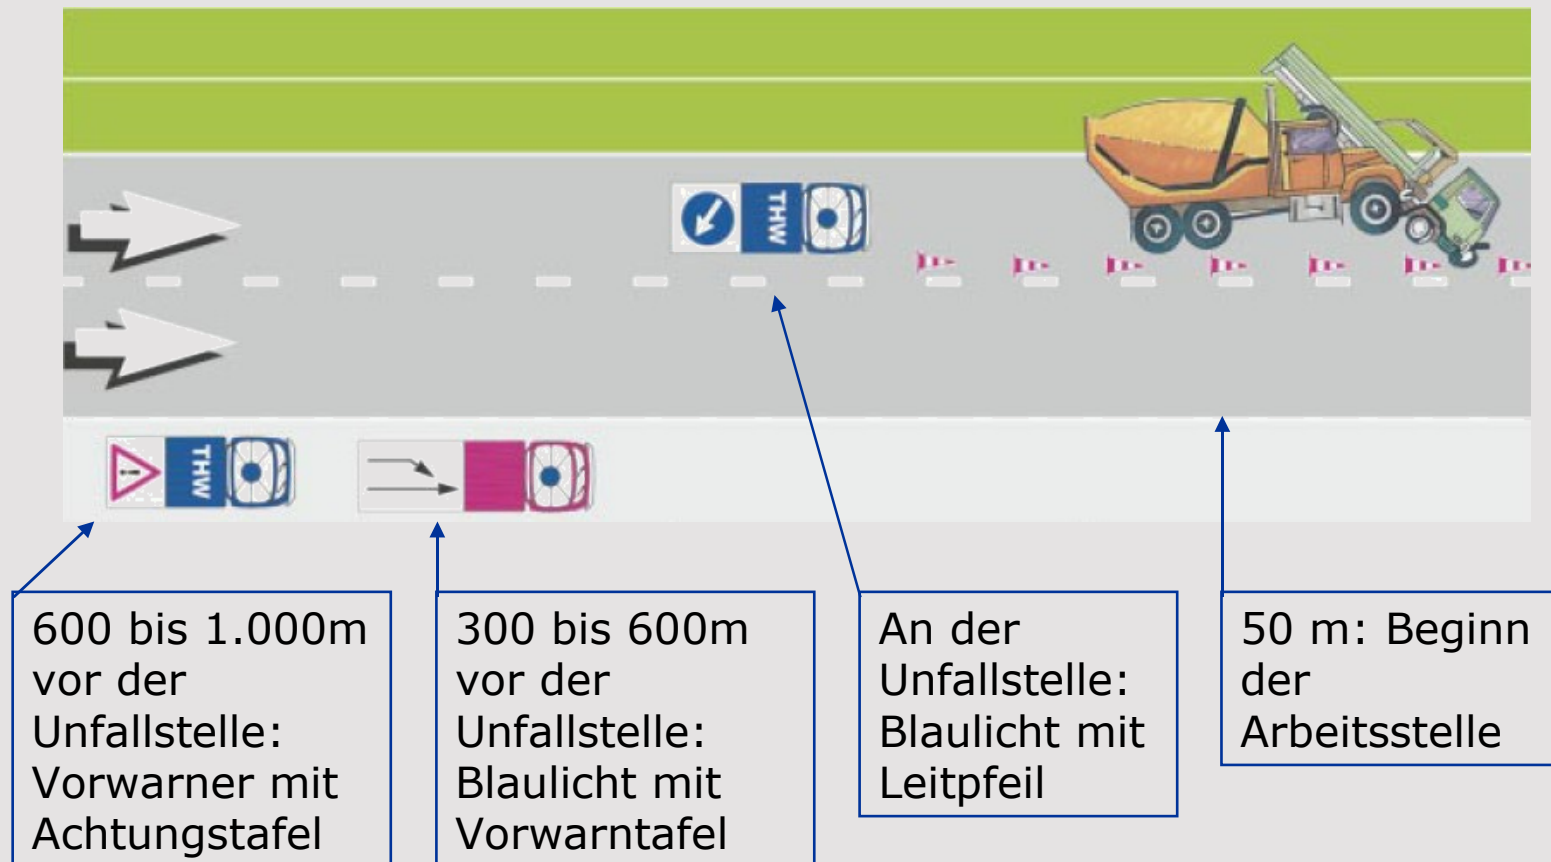 THW
THW
600 bis 1.000m
vor der
Unfallstelle:
Vorwarner mit
Achtungstafel
300 bis 600m
vor der
Unfallstelle:
Blaulicht mit
Vorwarntafel
An der
Unfallstelle:
Blaulicht mit
Leitpfeil
50 m: Beginn
der
Arbeitsstelle